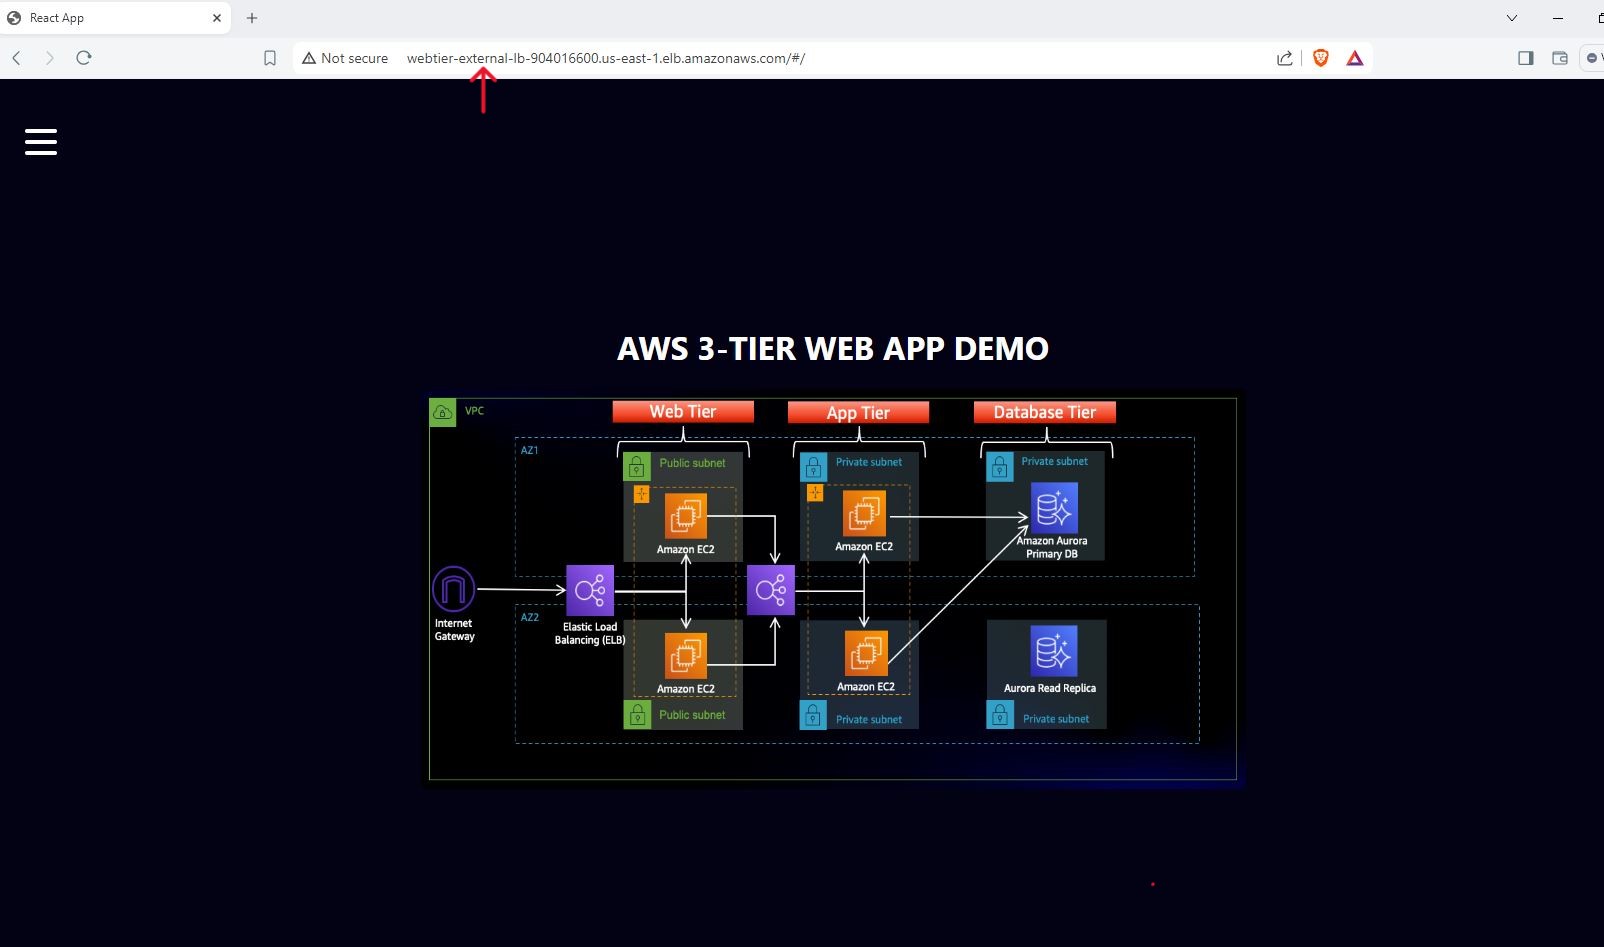 React App
Not secure
webtier-external-lb-904016600.us-east-1.elb.amazonaws.com/#/
AWS 3-TIER WEB APP DEMO
VPC
Web Tier
App Tier
Database Tier
AZ1
Public subnet
Private subnet
Private subnet
Amazon EC2
Amazon EC2
Amazon Aurora
Primary DB
Internet
Gateway
Elastic Load
Balancing (ELB)
AZ2
Amazon EC2
Amazon EC2
Aurora Read Replica
Public subnet
Private subnet
Private subnet